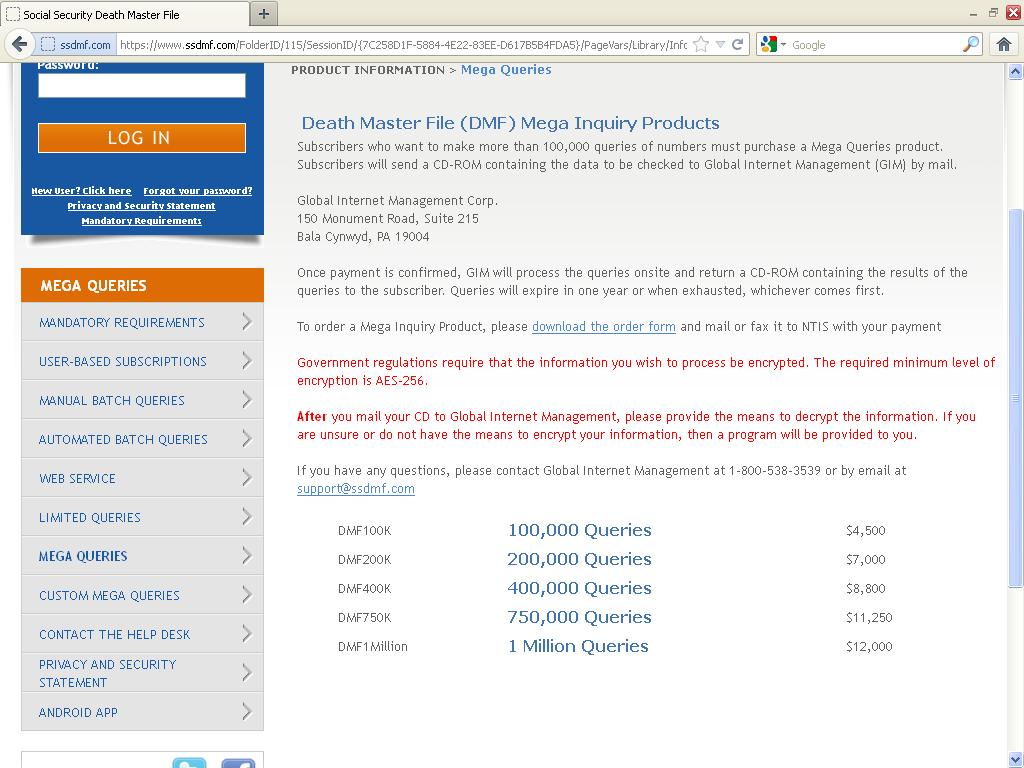 Social Security Death Master File
ssdmf.com
https://www.ssdmf.com/FolderID/115/SessionID/{7C258D1F-5884-4E22-83EE-D617B5B4FDA5}/PageVars/Library/Info
Google
Password:
LOG IN
New User? Click here Forgot your password?
Privacy and Security Statement
Mandatory Requirements
MEGA QUERIES
MANDATORY REQUIREMENTS
USER-BASED SUBSCRIPTIONS
MANUAL BATCH QUERIES
AUTOMATED BATCH QUERIES
WEB SERVICE
LIMITED QUERIES
MEGA QUERIES
CUSTOM MEGA QUERIES
CONTACT THE HELP DESK
PRIVACY AND SECURITY
STATEMENT
ANDROID APP
PRODUCT INFORMATION > Mega Queries
Death Master File (DMF) Mega Inquiry Products
Subscribers who want to make more than 100,000 queries of numbers must purchase a Mega Queries product.
Subscribers will send a CD-ROM containing the data to be checked to Global Internet Management (GIM) by mail.
Global Internet Management Corp.
150 Monument Road, Suite 215
Bala Cynwyd, PA 19004
Once payment is confirmed, GIM will process the queries onsite and return a CD-ROM containing the results of the
queries to the subscriber. Queries will expire in one year or when exhausted, whichever comes first.
To order a Mega Inquiry Product, please download the order form and mail or fax it to NTIS with your payment
Government regulations require that the information you wish to process be encrypted. The required minimum level of
encryption is AES-256.
After you mail your CD to Global Internet Management, please provide the means to decrypt the information. If you
are unsure or do not have the means to encrypt your information, then a program will be provided to you.
If you have any questions, please contact Global Internet Management at 1-800-538-3539 or by email at
support@ssdmf.com
DMF100K 100,000 Queries $4,500
DMF200K 200,000 Queries $7,000
DMF400K 400,000 Queries $8,800
DMF750K 750,000 Queries $11,250
DMF1Million 1 Million Queries $12,000